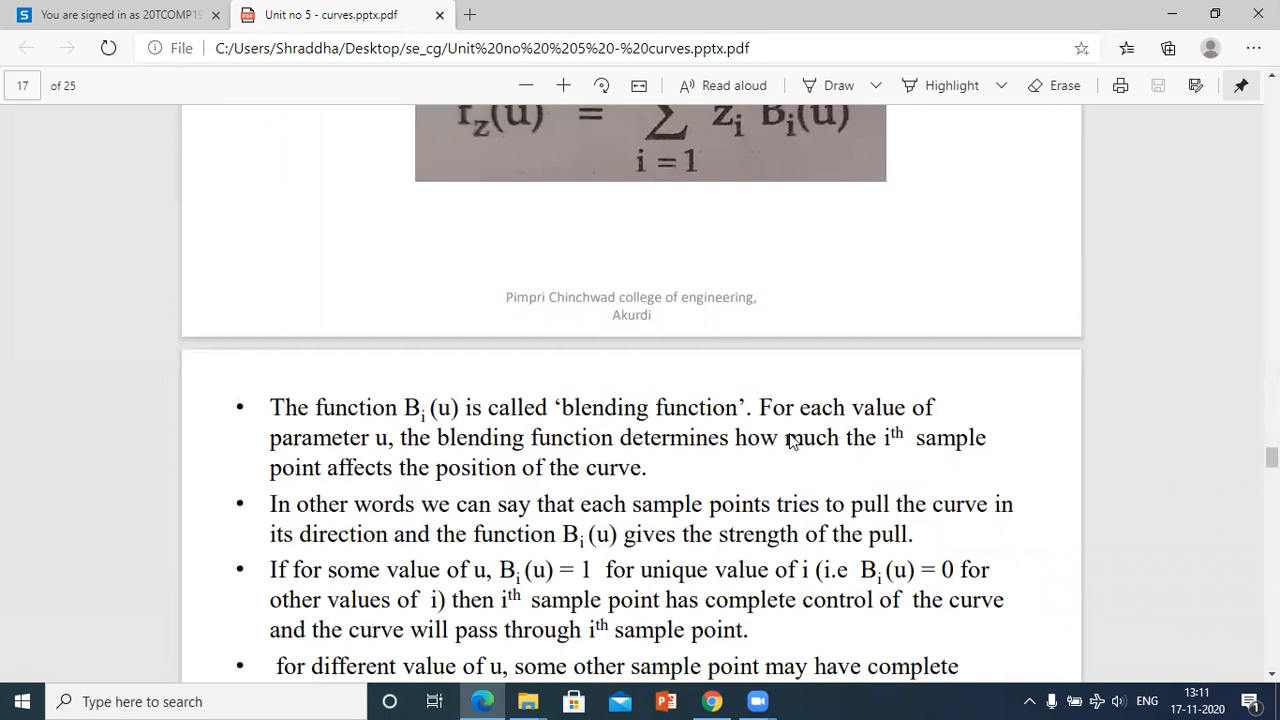 You are signed as 20TCOMP19
Unit no 5 - curves.pptx.pdf
File
C:/Users/Shraddha/Desktop/se_cg/Unit%20no%20%205%20-%20curves.pptx.pdf
17 of 25
Read aloud
Draw
Highlight
Erase
fz(u) = Σ zi Bi(u)
i = 1
Pimpri Chinchwad college of engineering,
Akurdi
• The function Bi (u) is called ‘blending function’. For each value of
parameter u, the blending function determines how much the ith sample
point affects the position of the curve.
• In other words we can say that each sample points tries to pull the curve in
its direction and the function Bi (u) gives the strength of the pull.
• If for some value of u, Bi (u) = 1 for unique value of i (i.e Bi (u) = 0 for
other values of i) then ith sample point has complete control of the curve
and the curve will pass through ith sample point.
• for different value of u, some other sample point may have complete
Type here to search
ENG
13:11
17-11-2020
1